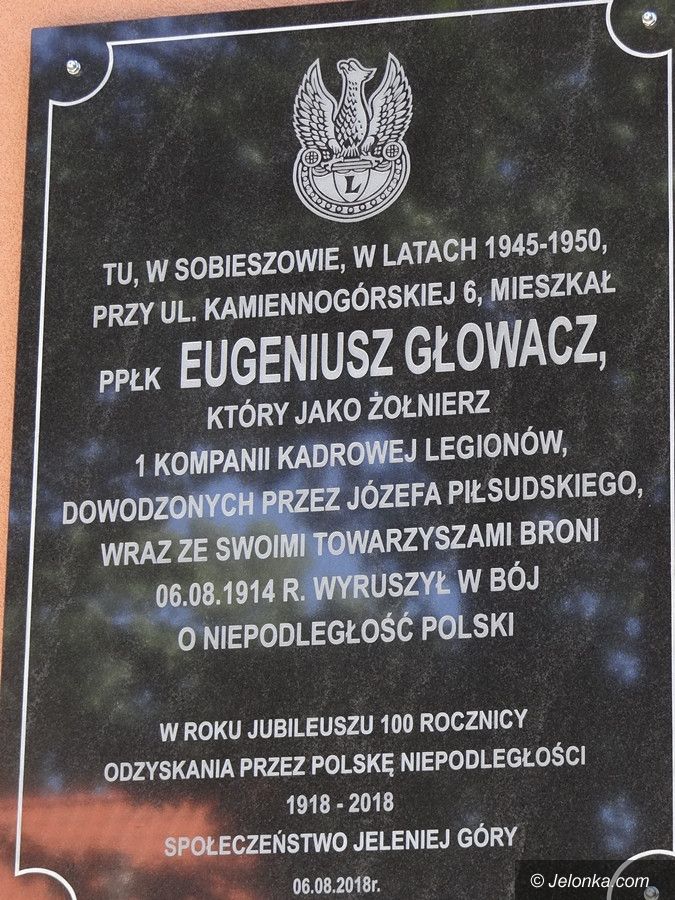 L
TU, W SOBIESZOWIE, W LATACH 1945-1950,
PRZY UL. KAMIENNOGÓRSKIEJ 6, MIESZKAŁ
PPŁK EUGENIUSZ GŁOWACZ,
KTÓRY JAKO ŻOŁNIERZ
1 KOMPANII KADROWEJ LEGIONÓW,
DOWODZONYCH PRZEZ JÓZEFA PIŁSUDSKIEGO,
WRAZ ZE SWOIMI TOWARZYSZAMI BRONI
06.08.1914 R. WYRUSZYŁ W BÓJ
O NIEPODLEGŁOŚĆ POLSKI
W ROKU JUBILEUSZU 100 ROCZNICY
ODZYSKANIA PRZEZ POLSKĘ NIEPODLEGŁOŚCI
1918 - 2018
SPOŁECZEŃSTWO JELENIEJ GÓRY
06.08.2018r.
© Jelonka.com